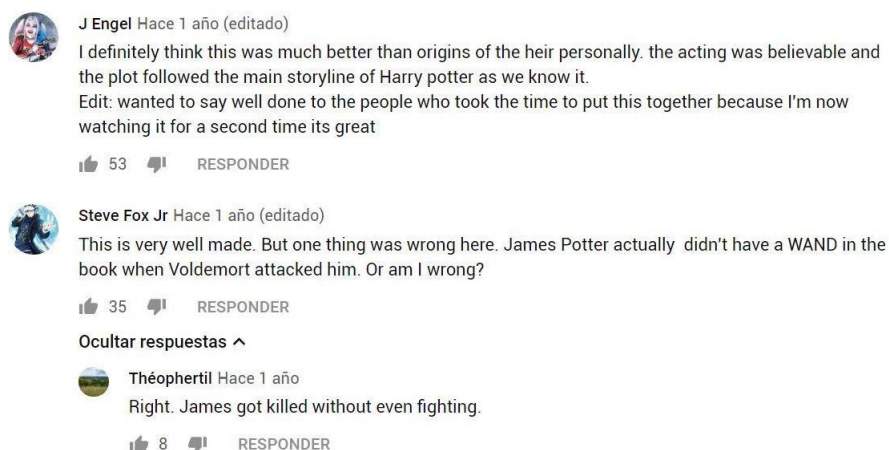 J Engel Hace 1 año (editado)
I definitely think this was much better than origins of the heir personally. the acting was believable and
the plot followed the main storyline of Harry potter as we know it.
Edit: wanted to say well done to the people who took the time to put this together because I'm now
watching it for a second time its great
53 RESPONDER
Steve Fox Jr Hace 1 año (editado)
This is very well made. But one thing was wrong here. James Potter actually didn't have a WAND in the
book when Voldemort attacked him. Or am I wrong?
35 RESPONDER
Ocultar respuestas
Théophertil Hace 1 año
Right. James got killed without even fighting.
8 RESPONDER